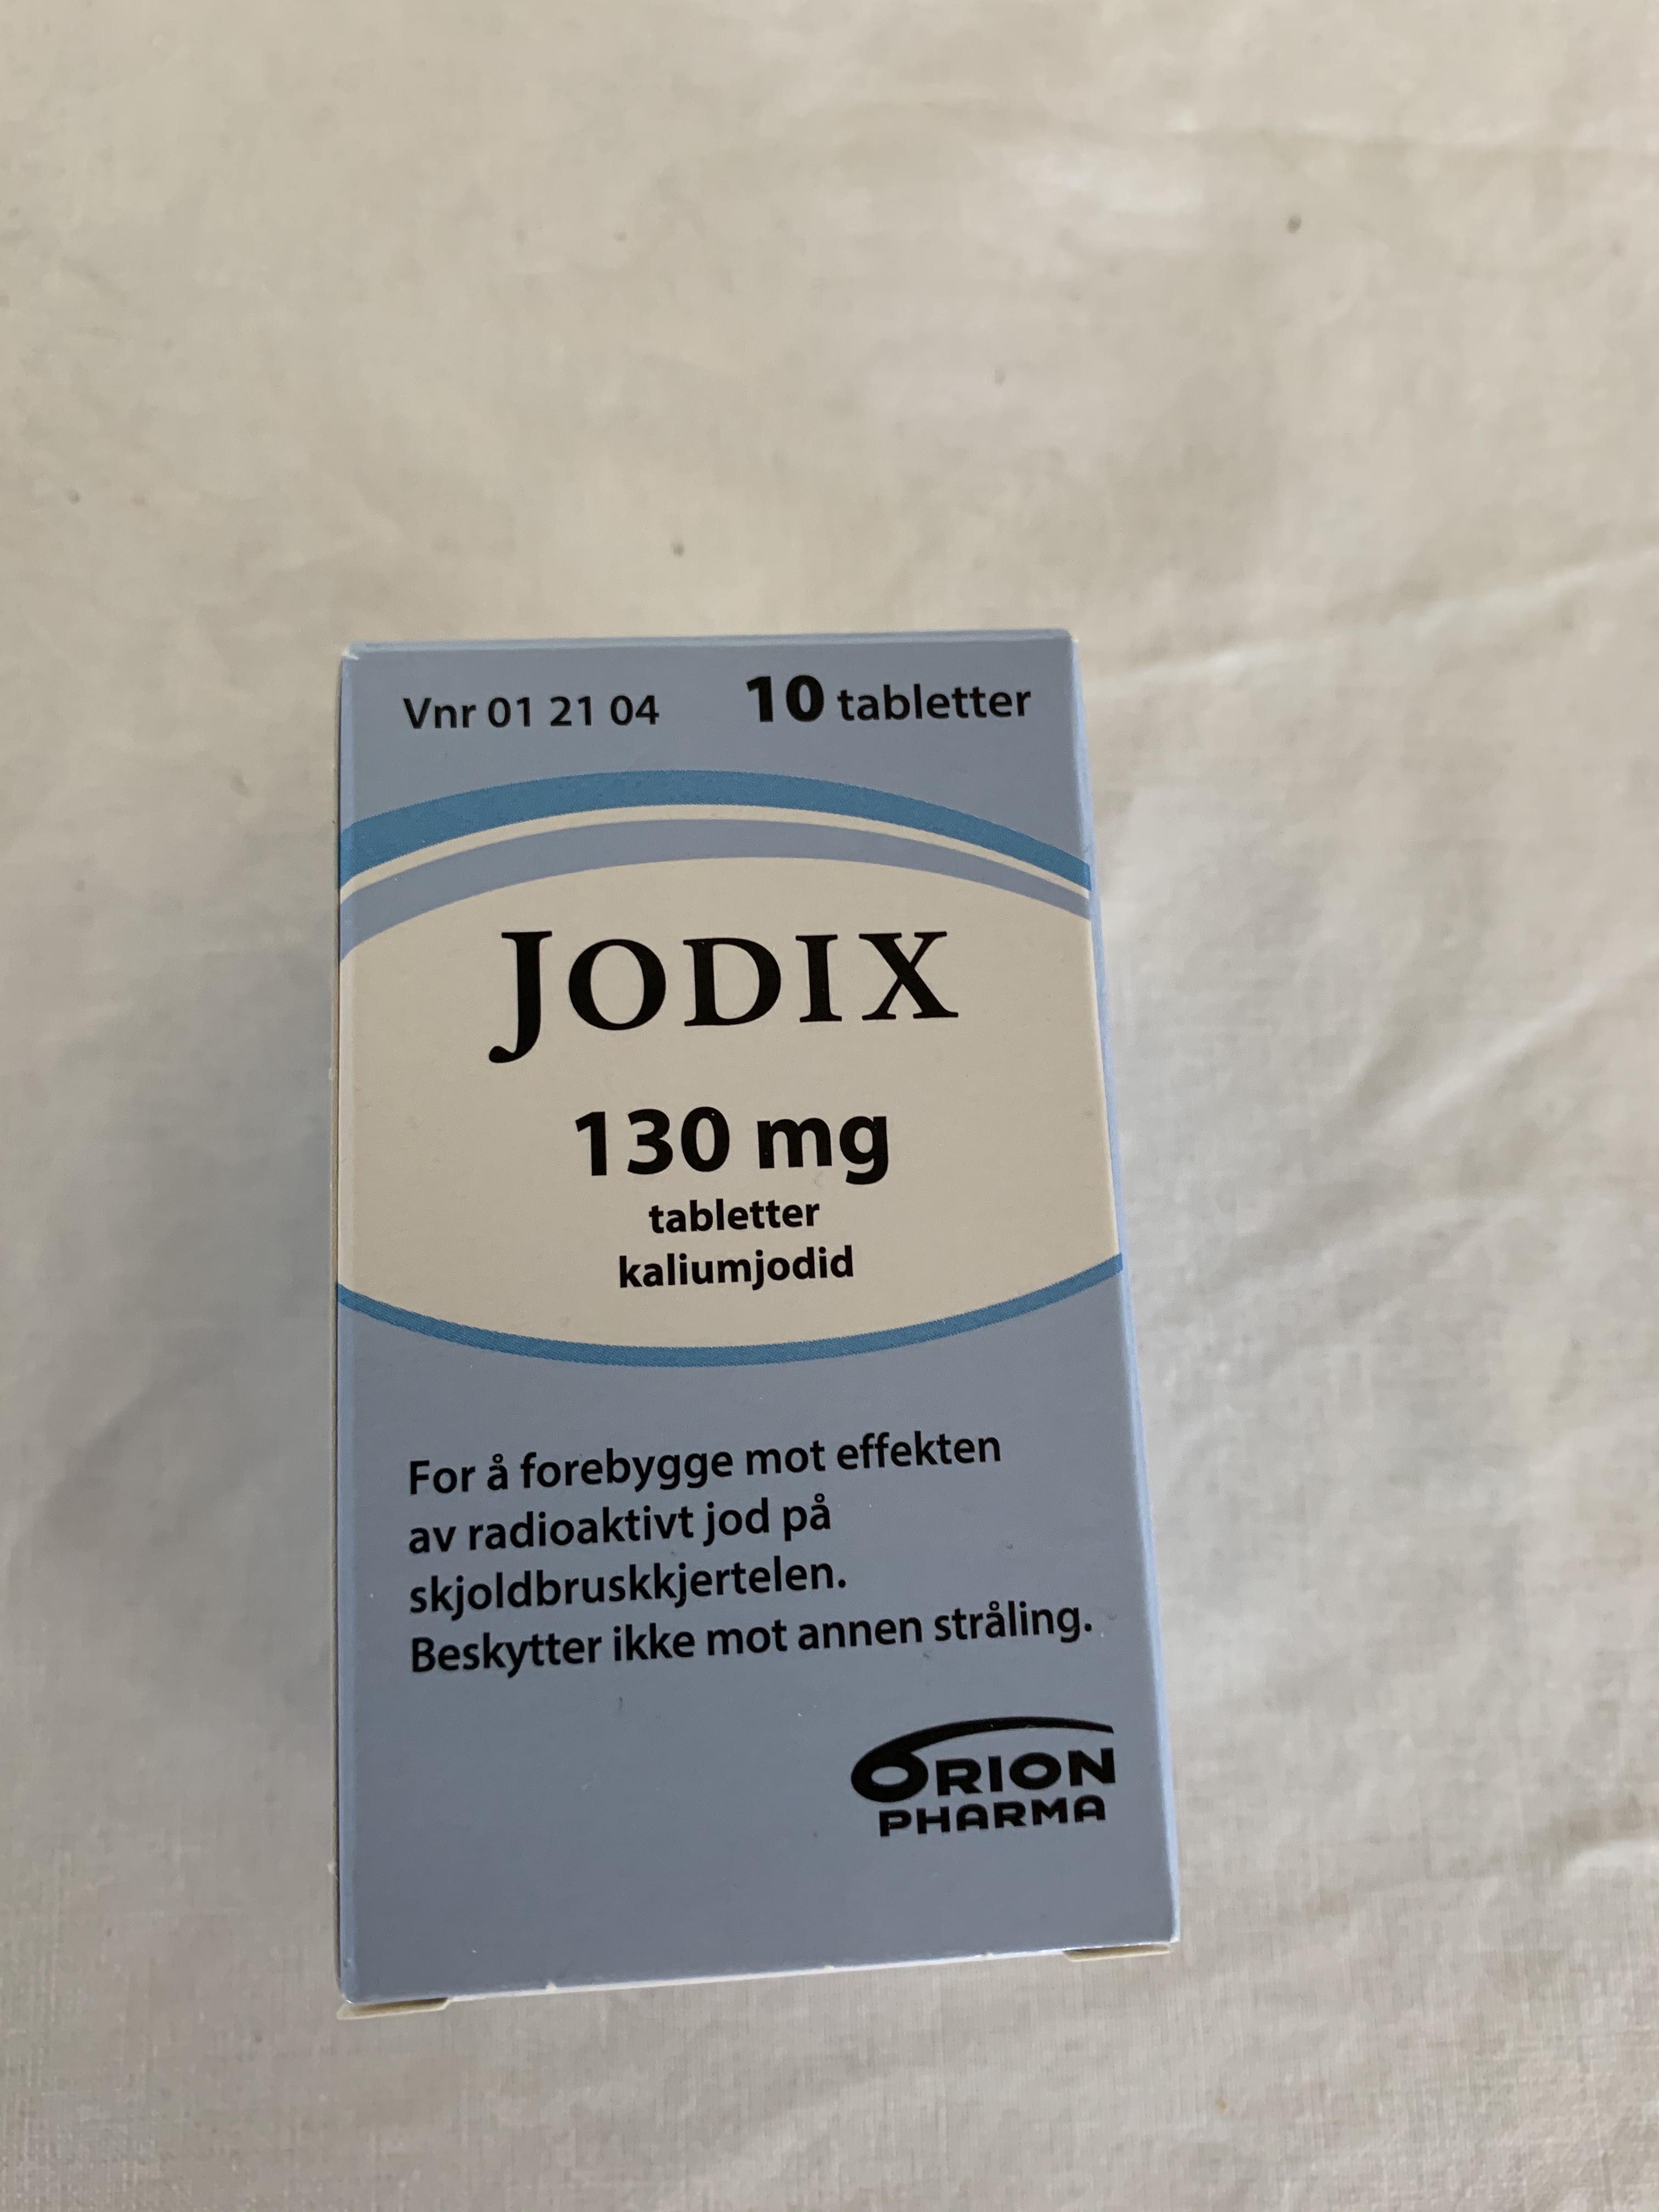 Vnr 01 21 04 10 tabletter
JODIX
130 mg
tabletter
kaliumjodid
For å forebygge mot effekten
av radioaktivt jod på
skjoldbruskkjertelen.
Beskytter ikke mot annen stråling.
ORION
PHARMA